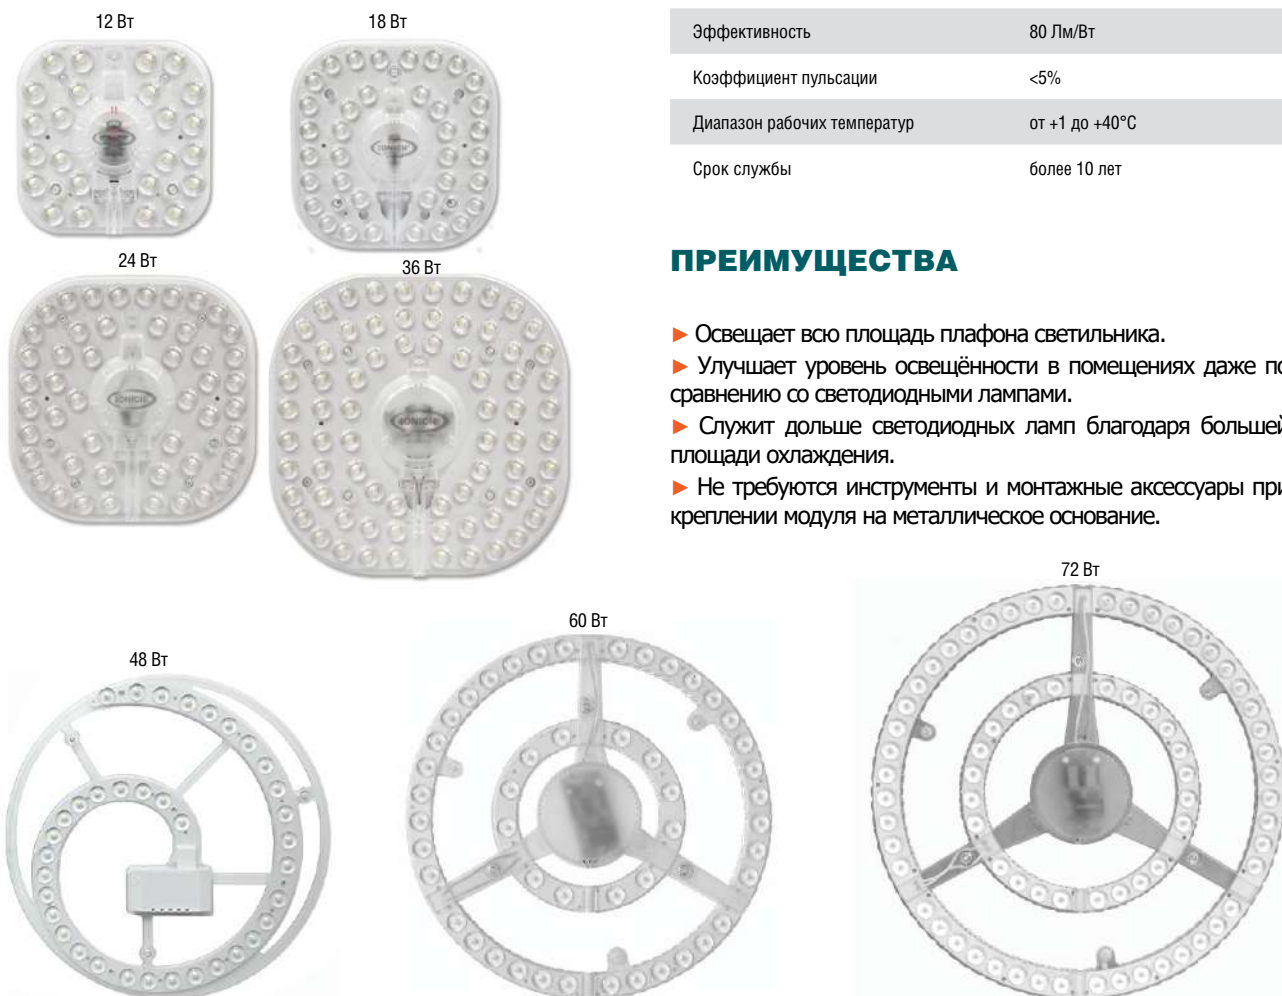 12 Вт
18 Вт
24 Вт
36 Вт
IONICH
IONICH
IONICH
Эффективность 80 Лм/Вт
Коэффициент пульсации <5%
Диапазон рабочих температур от +1 до +40°С
Срок службы более 10 лет
ПРЕИМУЩЕСТВА
► Освещает всю площадь плафона светильника.
► Улучшает уровень освещённости в помещениях даже по
сравнению со светодиодными лампами.
► Служит дольше светодиодных ламп благодаря большей
площади охлаждения.
► Не требуются инструменты и монтажные аксессуары при
креплении модуля на металлическое основание.
48 Вт
60 Вт
72 Вт